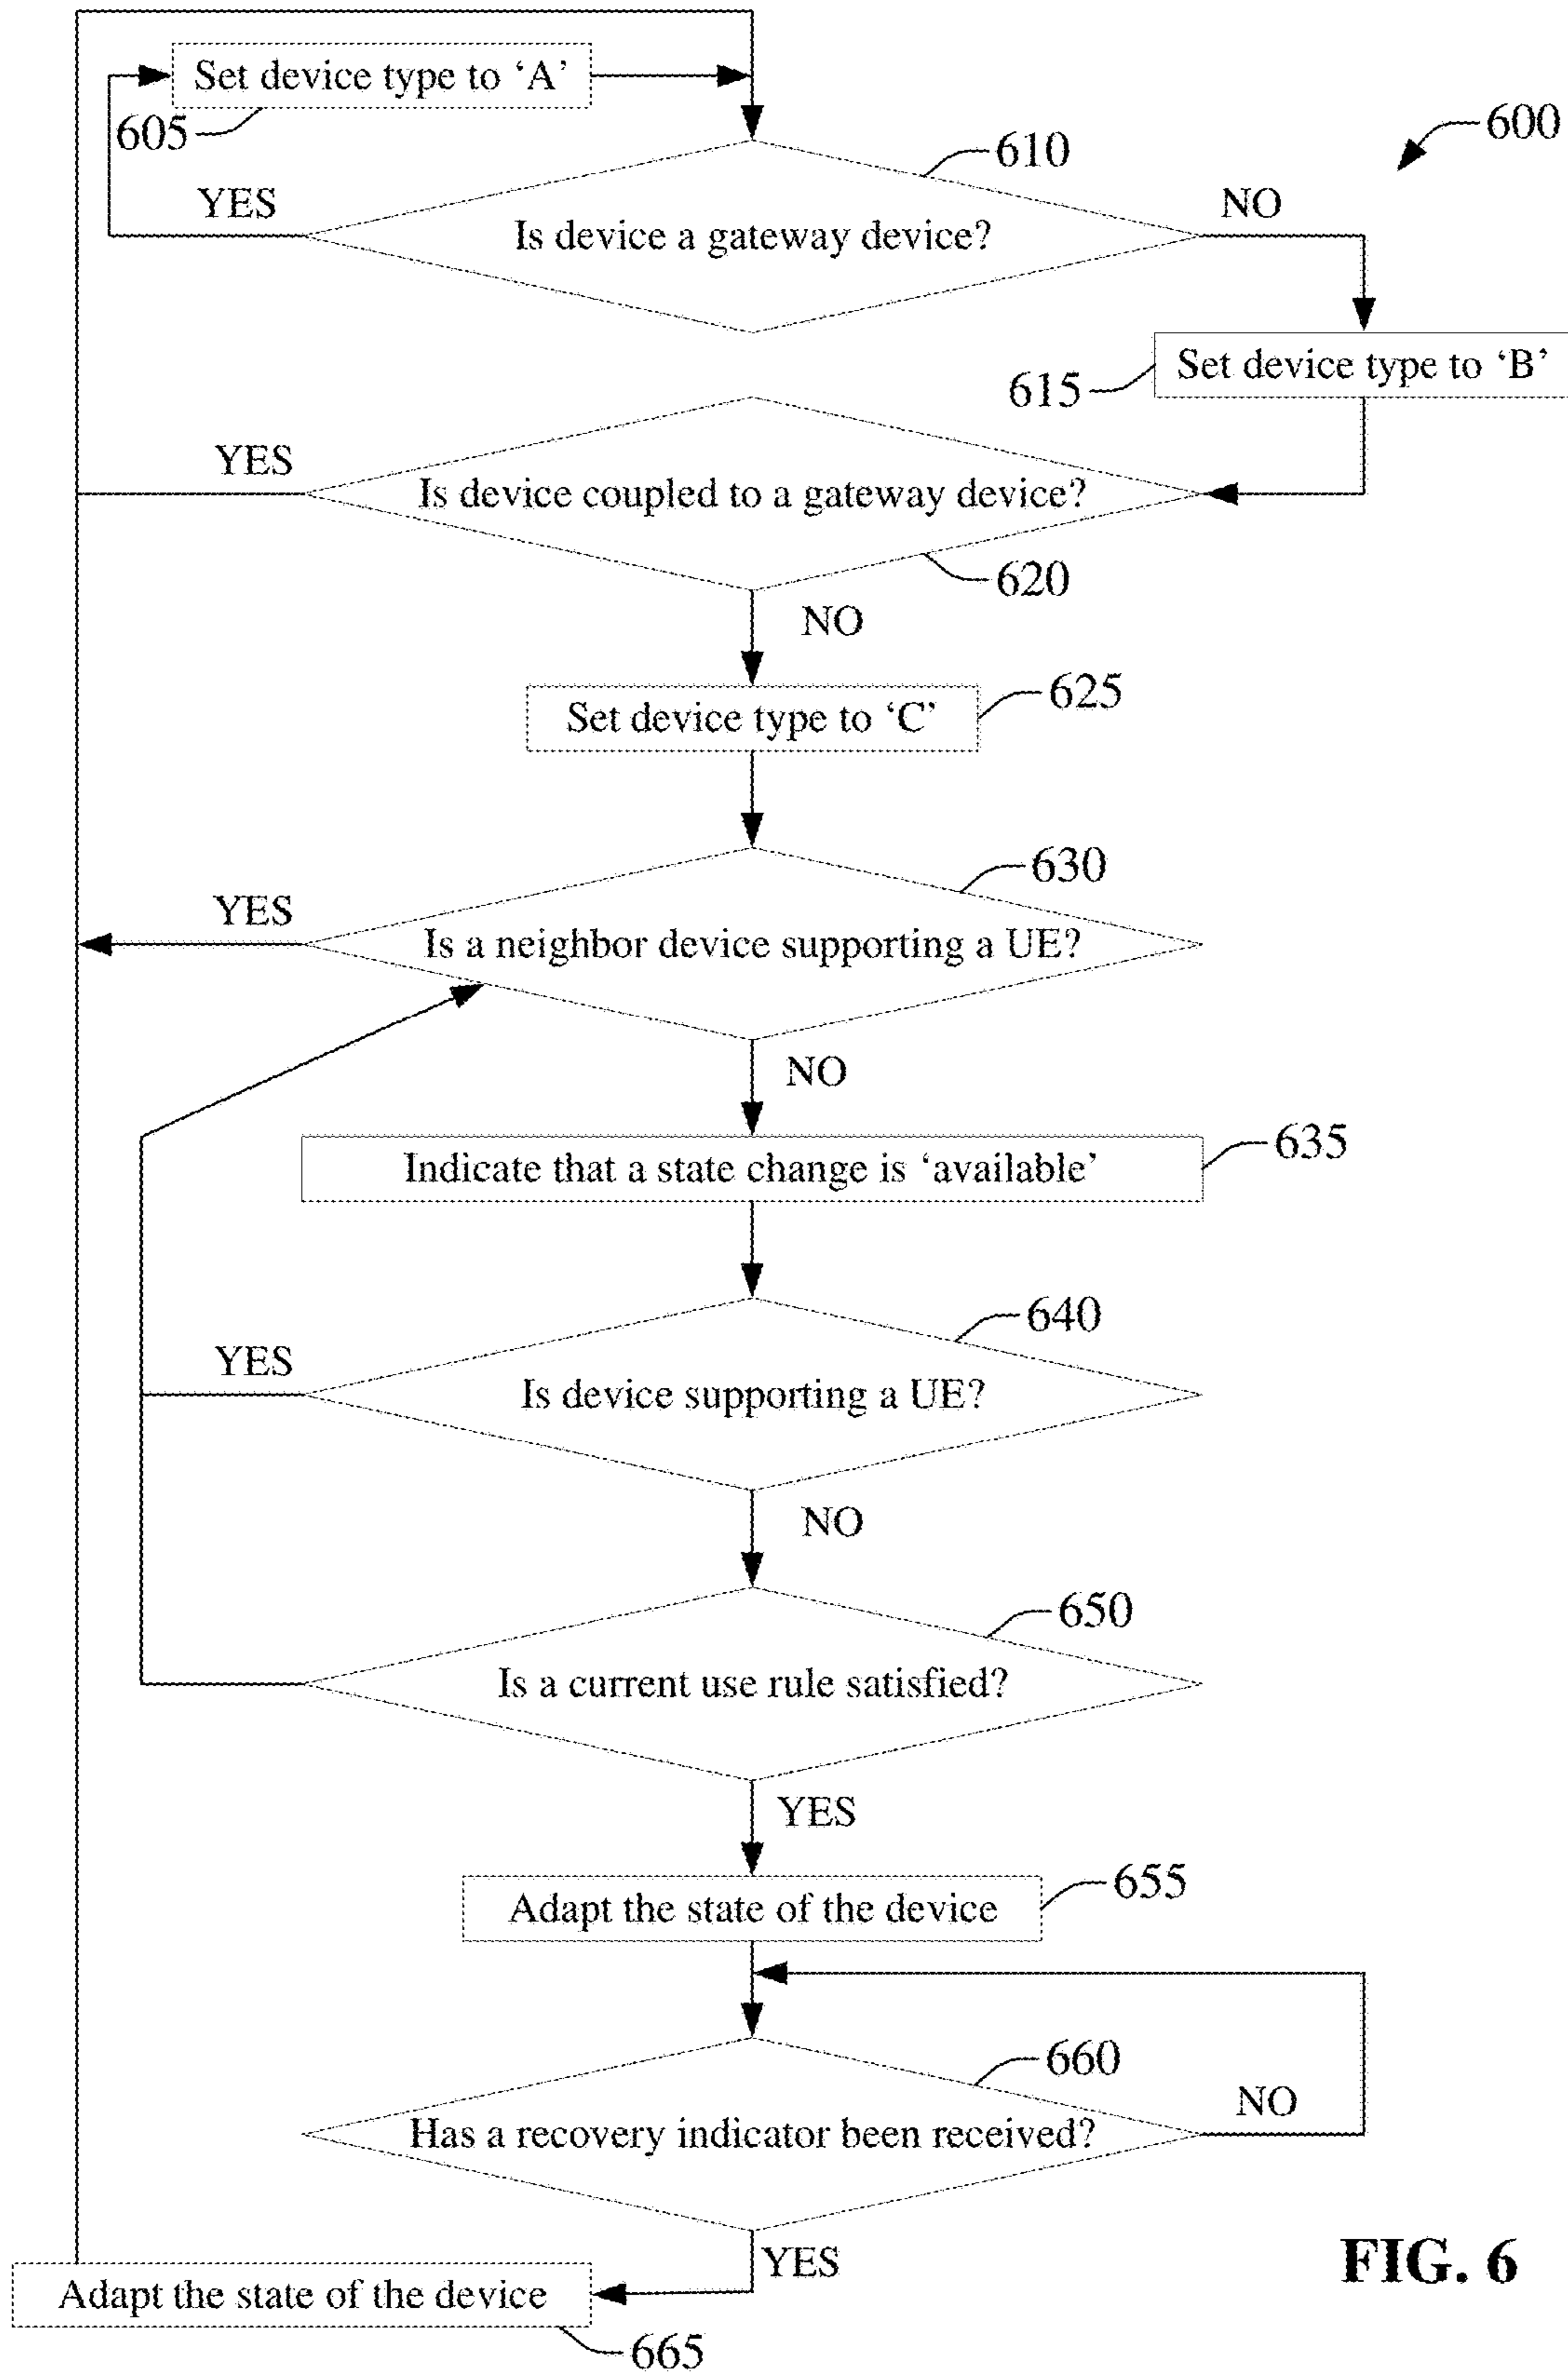 Set device type to ‘A’
605
600
610
YES
NO
Is device a gateway device?
Set device type to ‘B’
615
YES
Is device coupled to a gateway device?
620
NO
Set device type to ‘C’
625
630
YES
Is a neighbor device supporting a UE?
NO
635
Indicate that a state change is ‘available’
640
YES
Is device supporting a UE?
NO
650
Is a current use rule satisfied?
YES
655
Adapt the state of the device
660
NO
Has a recovery indicator been received?
YES
FIG. 6
Adapt the state of the device
665